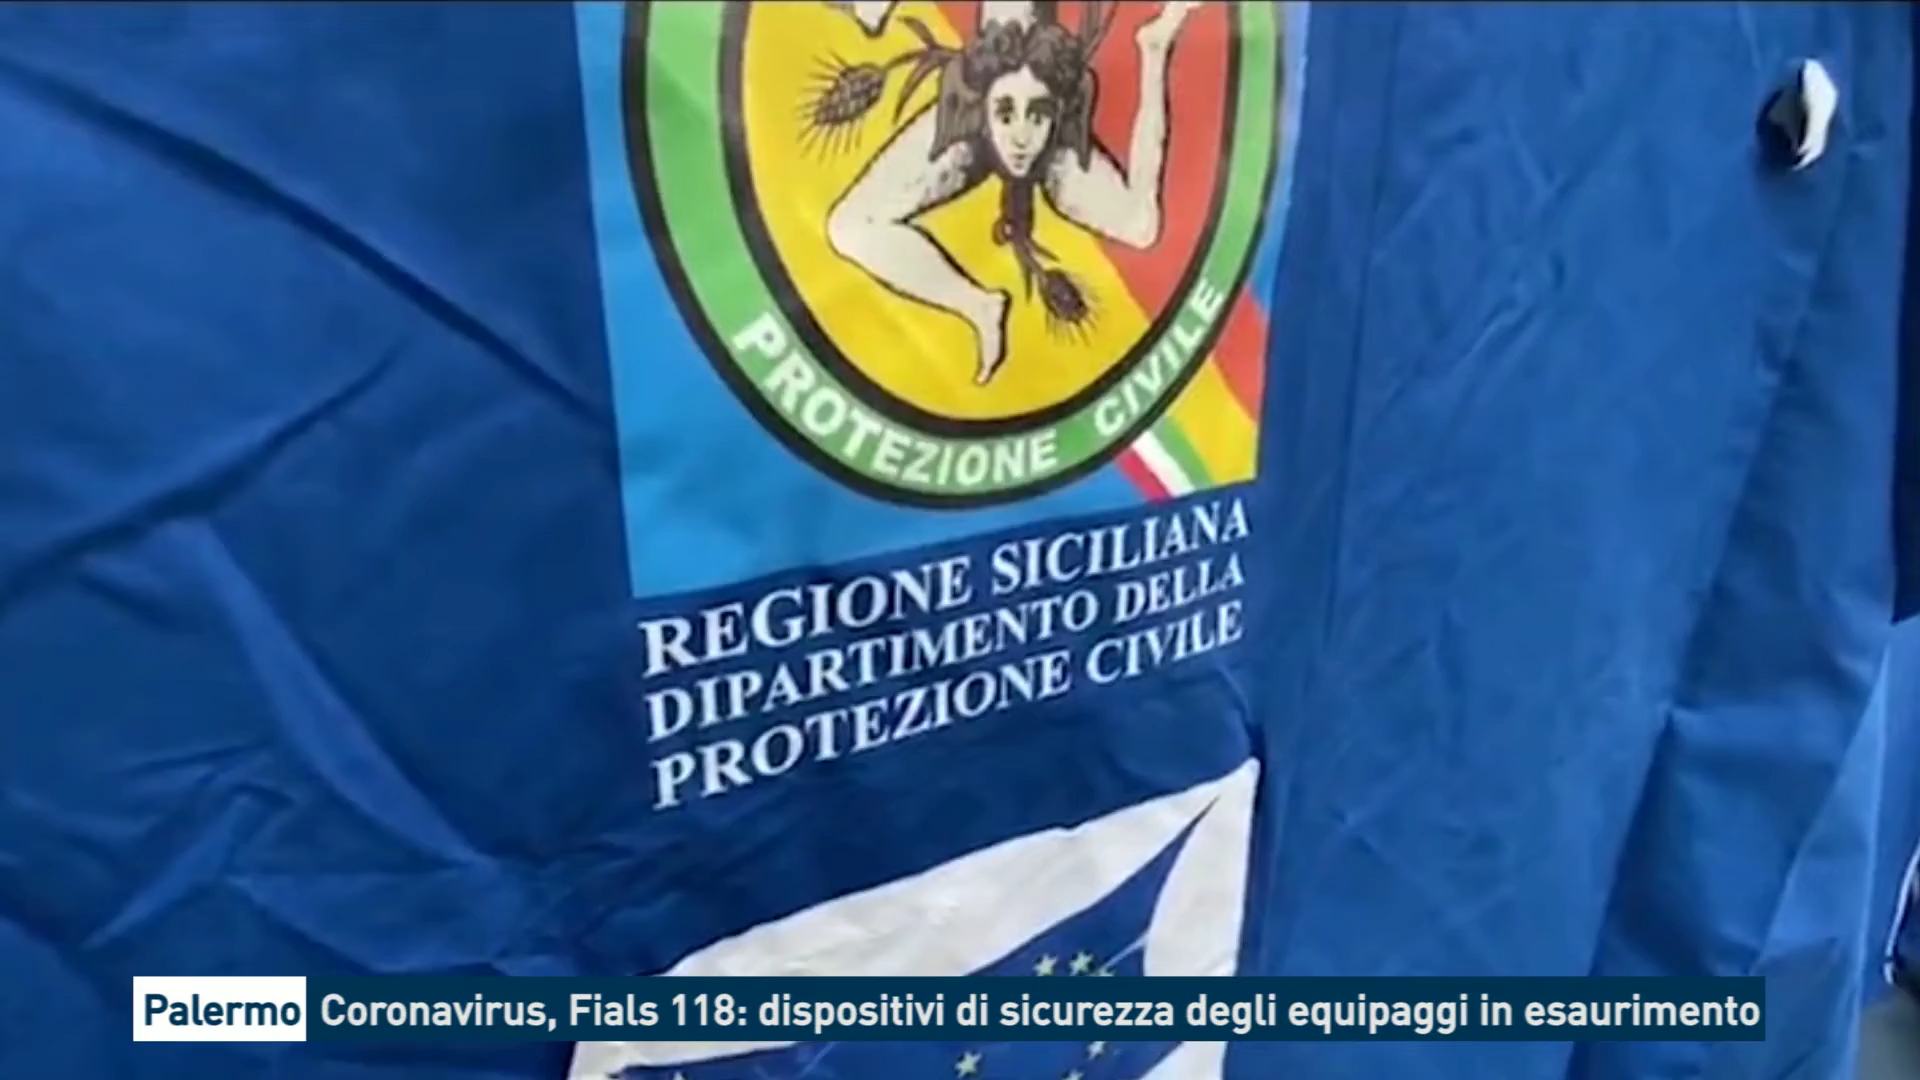 PROTEZIONE CIVILE
REGIONE SICILIANA
DIPARTIMENTO DELLA
PROTEZIONE CIVILE
Palermo Coronavirus, Fials 118: dispositivi di sicurezza degli equipaggi in esaurimento